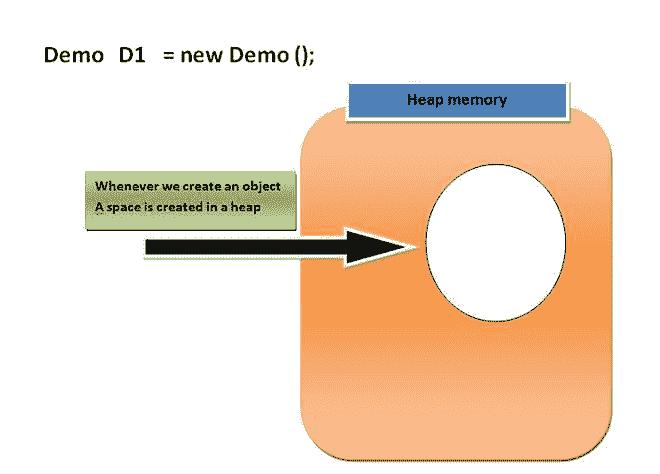 Demo D1 = new Demo ();
Heap memory
Whenever we create an object
A space is created in a heap